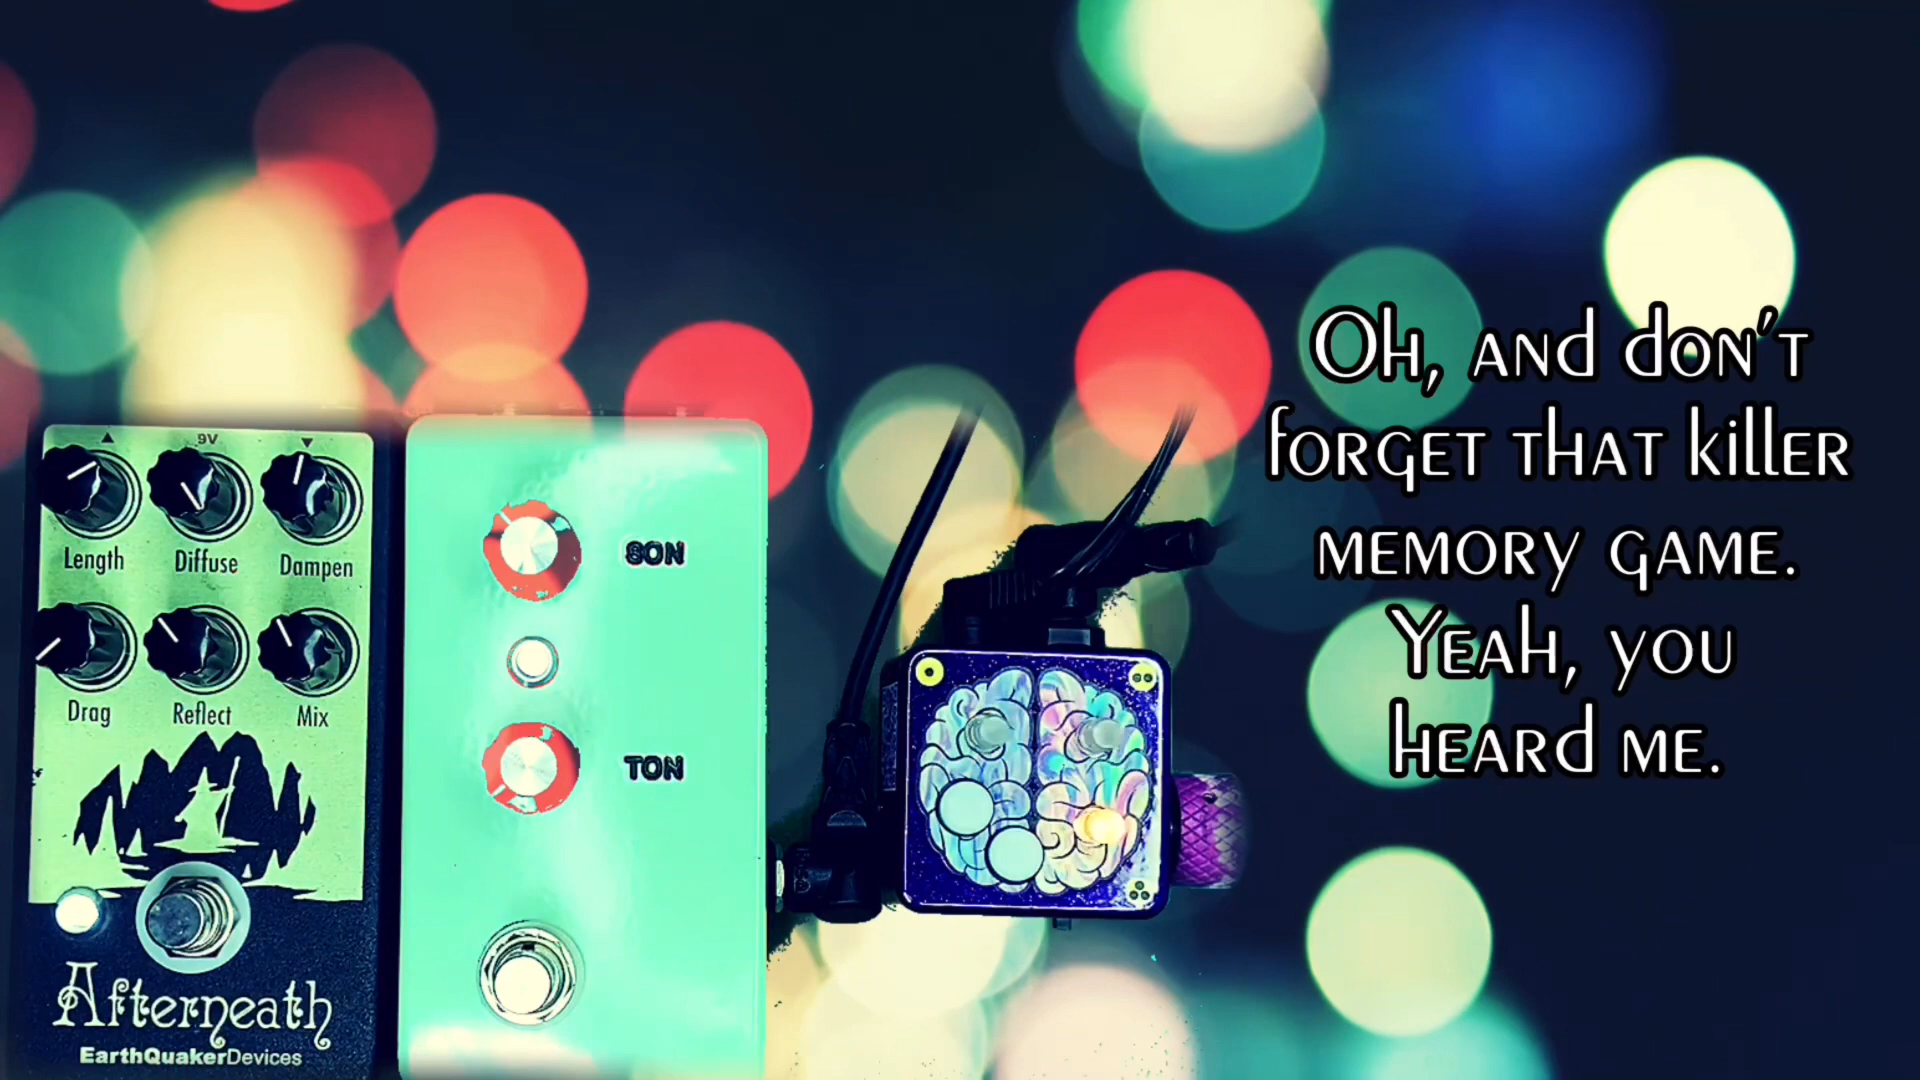 9V
Length Diffuse Dampen
Drag Reflect Mix
Afterneath
EarthQuakerDevices
SON
TON
Oh, and don't
forget that killer
memory game.
Yeah, you
heard me.